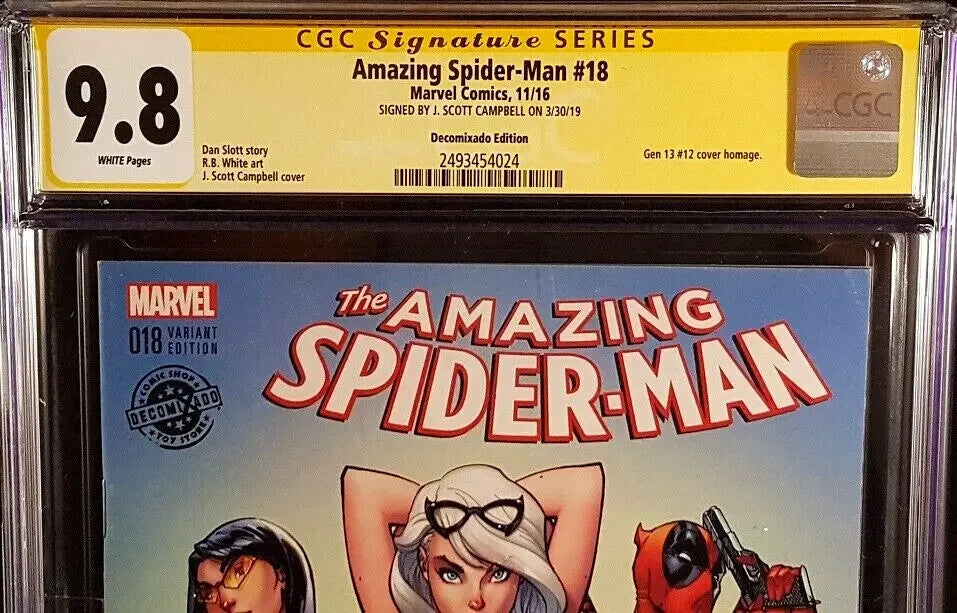 CGC Signature SERIES
Amazing Spider-Man #18
Marvel Comics, 11/16
SIGNED BY J. SCOTT CAMPBELL ON 3/30/19
Decomixado Edition
2493454024
9.8
WHITE Pages
Dan Slott story
R.B. White art
J. Scott Campbell cover
Gen 13 #12 cover homage.
CGC
MARVEL
018 VARIANT
EDITION
COMIC SHOP
DECOMIXADO
TOY STORE
The AMAZING
SPIDER-MAN